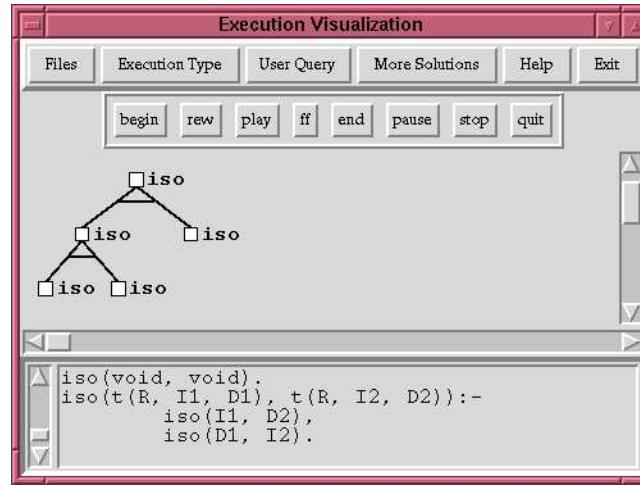 Execution Visualization
Files Execution Type User Query More Solutions Help Exit
begin rew play ff end pause stop quit
iso
iso iso
iso iso
iso(void, void).
iso(t(R, I1, D1), t(R, I2, D2)):-
iso(I1, D2),
iso(D1, I2).